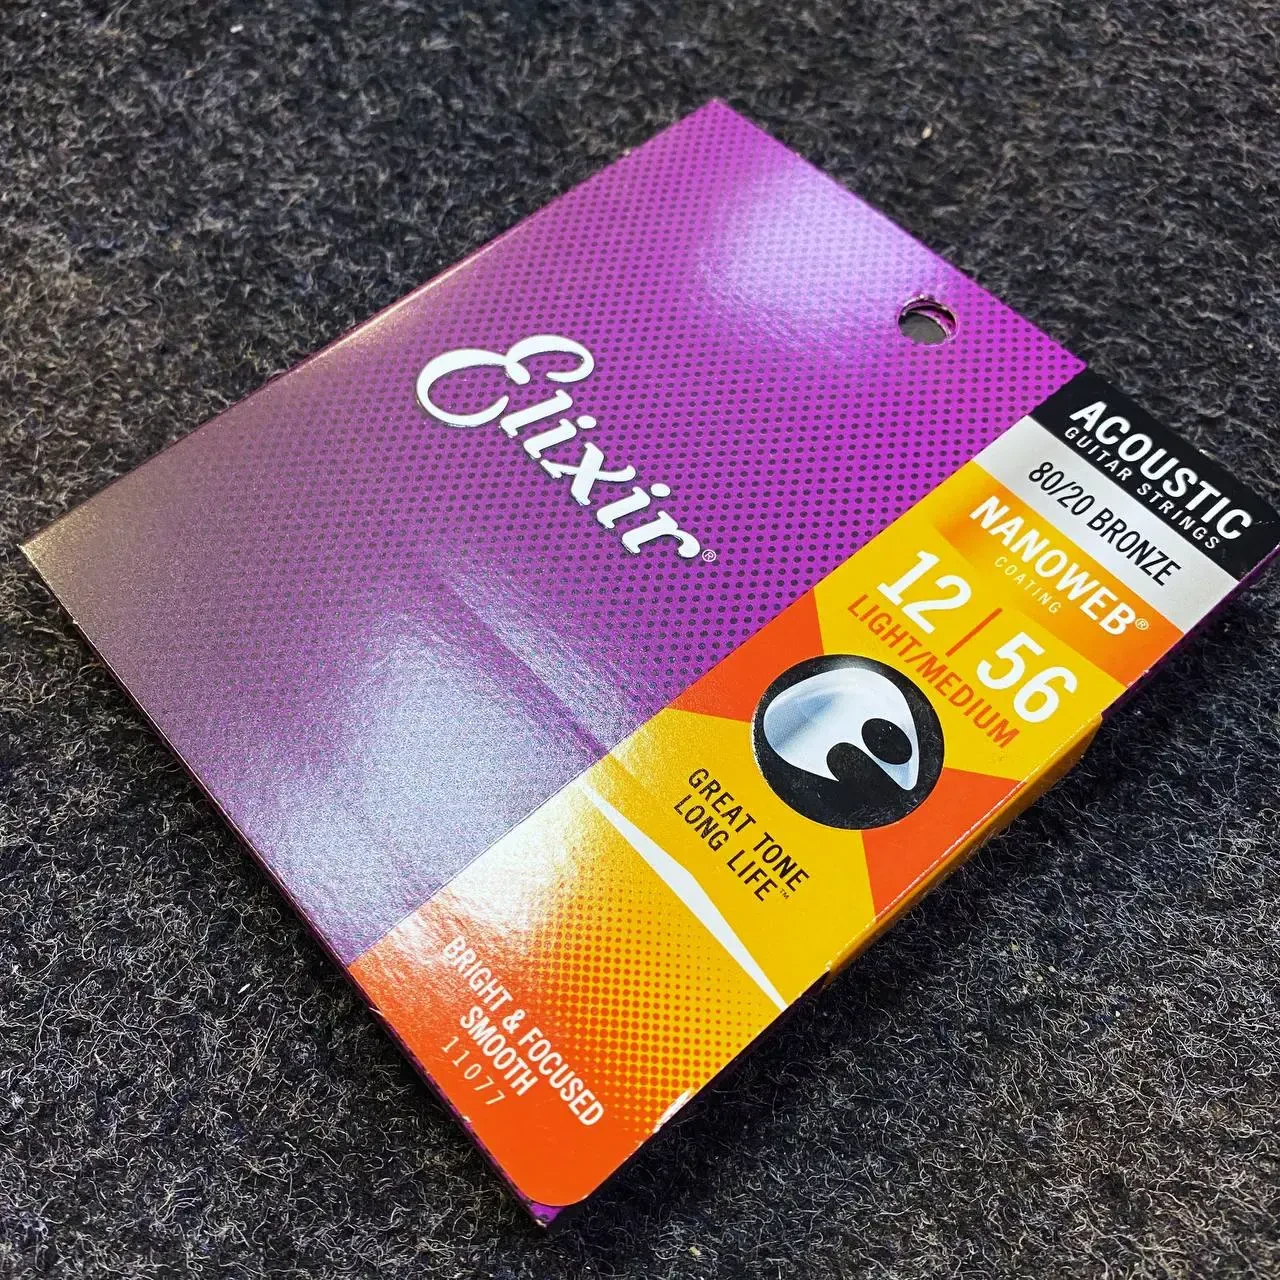 Elixir®
ACOUSTIC
GUITAR STRINGS
80/20 BRONZE
NANOWEB®
COATING
12 | 56
LIGHT/MEDIUM
GREAT TONE
LONG LIFE™
BRIGHT & FOCUSED
SMOOTH
11077